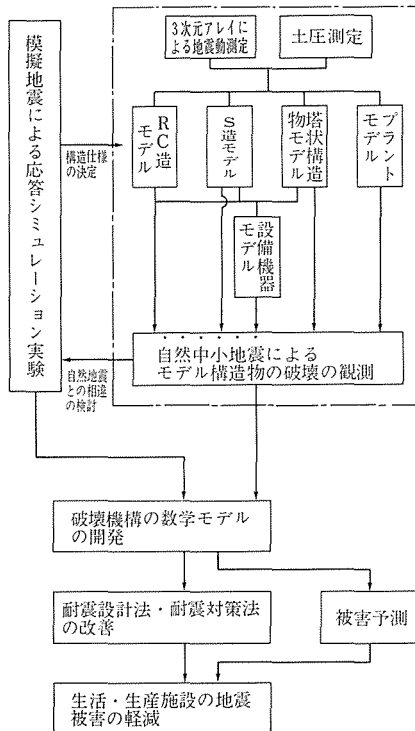 模擬地震による応答シミュレーション実験
3次元アレイに
よる地震動測定
土圧測定
構造仕様
の決定
RC造
モデル
S造モデル
塔状構造
物モデル
プラント
モデル
設備機器
モデル
自然中小地震による
モデル構造物の破壊の観測
自然地震
との相違
の検討
破壊機構の数学モデル
の開発
耐震設計法・耐震対策法
の改善
被害予測
生活・生産施設の地震
被害の軽減